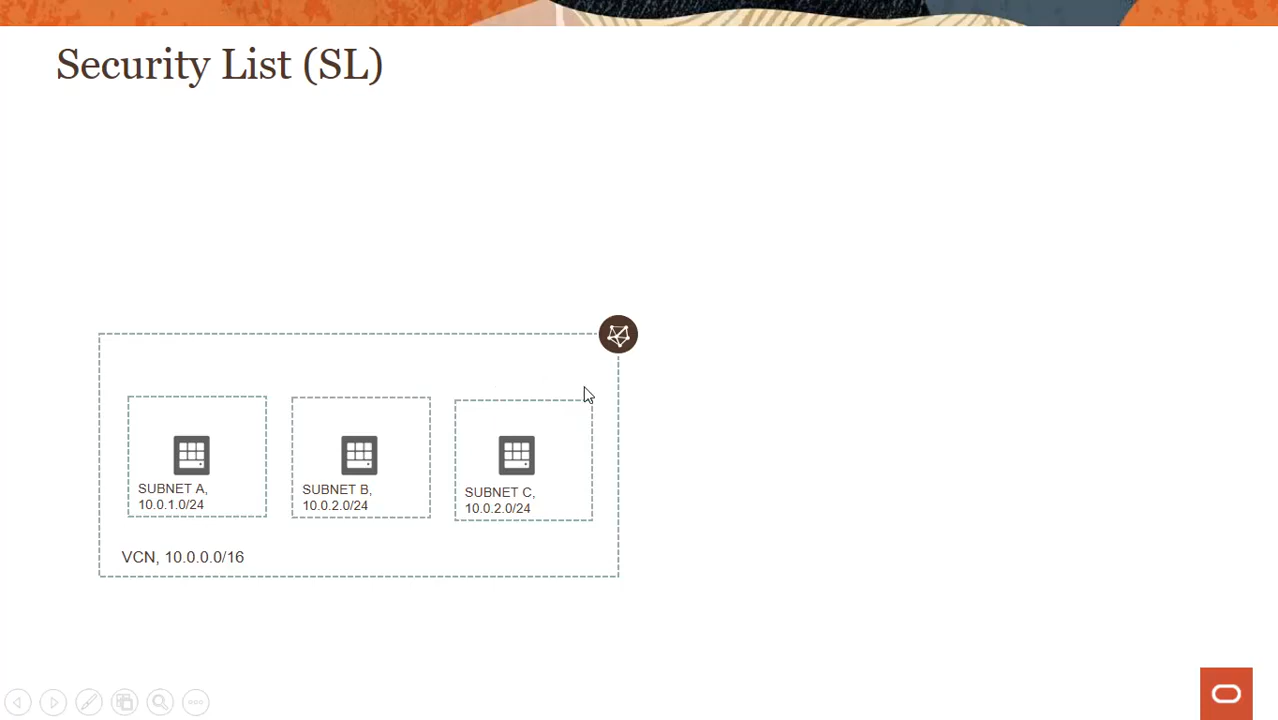 Security List (SL)
SUBNET A,
10.0.1.0/24
SUBNET B,
10.0.2.0/24
SUBNET C,
10.0.2.0/24
VCN, 10.0.0.0/16